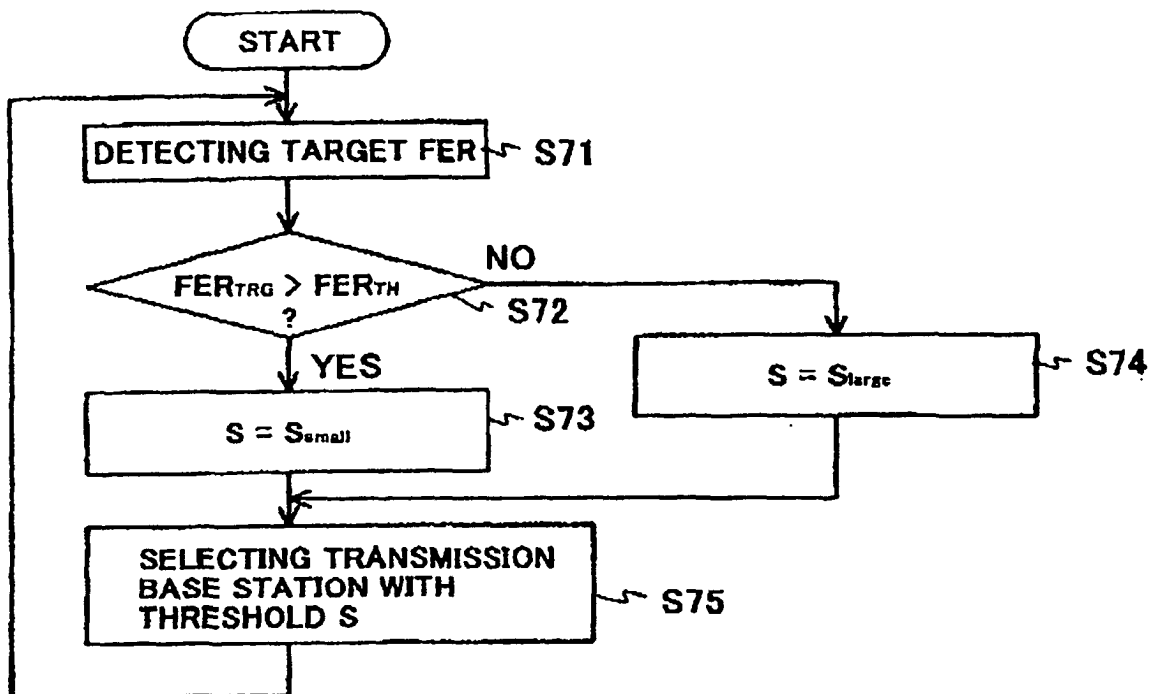 START
DETECTING TARGET FER
S71
FERTRG > FERTH
?
NO
S72
YES
S = Slarge
S74
S = Ssmall
S73
SELECTING TRANSMISSION
BASE STATION WITH
THRESHOLD S
S75